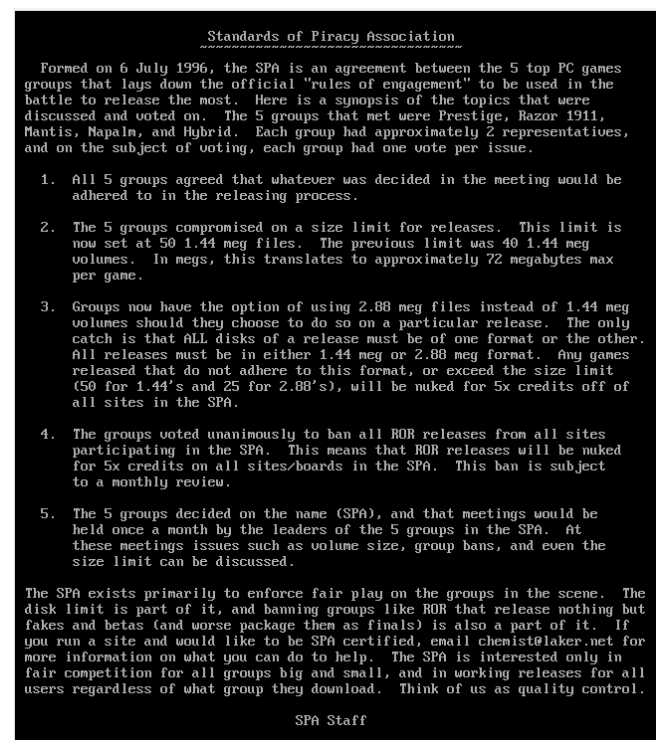 Standards of Piracy Association
~~~~~~~~~~~~~~~~~~~~~~~~~~~~~~~~~
Formed on 6 July 1996, the SPA is an agreement between the 5 top PC games
groups that lays down the official "rules of engagement" to be used in the
battle to release the most.  Here is a synopsis of the topics that were
discussed and voted on.  The 5 groups that met were Prestige, Razor 1911,
Mantis, Napalm, and Hybrid.  Each group had approximately 2 representatives,
and on the subject of voting, each group had one vote per issue.
1.  All 5 groups agreed that whatever was decided in the meeting would be
adhered to in the releasing process.
2.  The 5 groups compromised on a size limit for releases.  This limit is
now set at 50 1.44 meg files.  The previous limit was 40 1.44 meg
volumes.  In megs, this translates to approximately 72 megabytes max
per game.
3.  Groups now have the option of using 2.88 meg files instead of 1.44 meg
volumes should they choose to do so on a particular release.  The only
catch is that ALL disks of a release must be of one format or the other.
All releases must be in either 1.44 meg or 2.88 meg format.  Any games
released that do not adhere to this format, or exceed the size limit
(50 for 1.44's and 25 for 2.88's), will be nuked for 5x credits off of
all sites in the SPA.
4.  The groups voted unanimously to ban all ROR releases from all sites
participating in the SPA.  This means that ROR releases will be nuked
for 5x credits on all sites/boards in the SPA.  This ban is subject
to a monthly review.
5.  The 5 groups decided on the name (SPA), and that meetings would be
held once a month by the leaders of the 5 groups in the SPA.  At
these meetings issues such as volume size, group bans, and even the
size limit can be discussed.
The SPA exists primarily to enforce fair play on the groups in the scene.  The
disk limit is part of it, and banning groups like ROR that release nothing but
fakes and betas (and worse package them as finals) is also a part of it.  If
you run a site and would like to be SPA certified, email chemist@laker.net for
more information on what you can do to help.  The SPA is interested only in
fair competition for all groups big and small, and in working releases for all
users regardless of what group they download.  Think of us as quality control.
SPA Staff